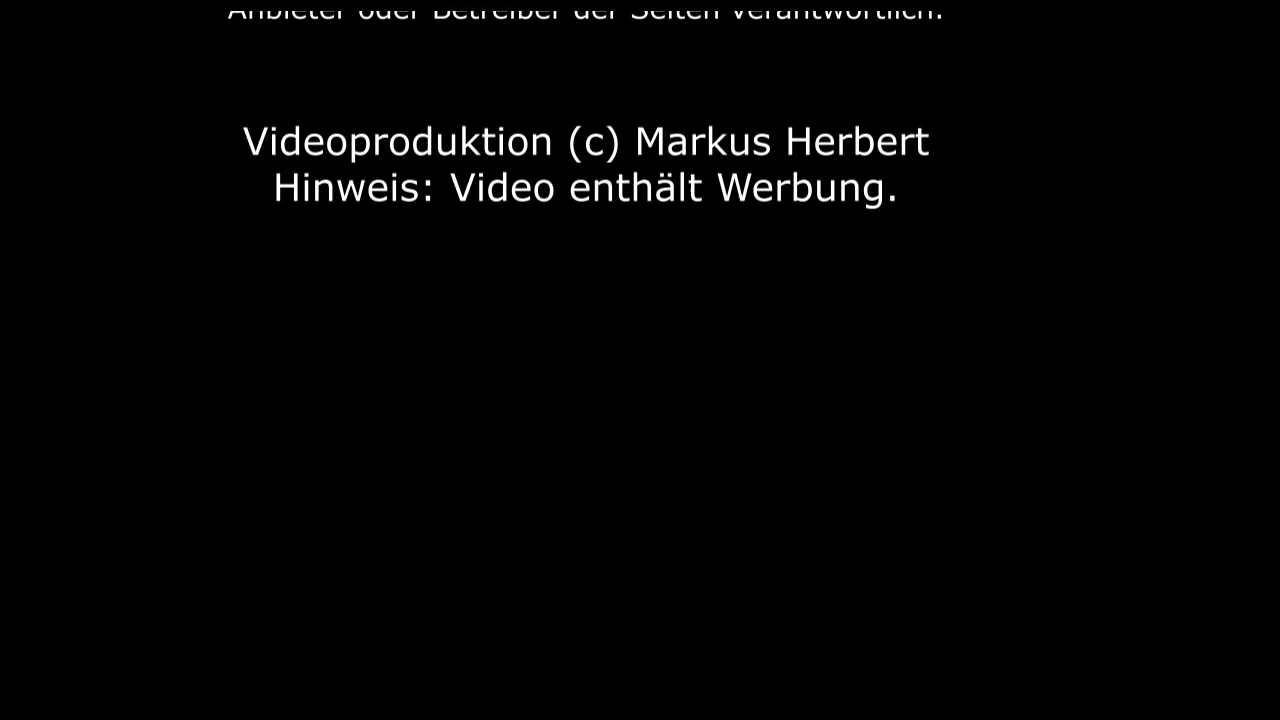 Anbieter oder Betreiber der Seiten verantwortlich.
Videoproduktion (c) Markus Herbert
Hinweis: Video enthält Werbung.